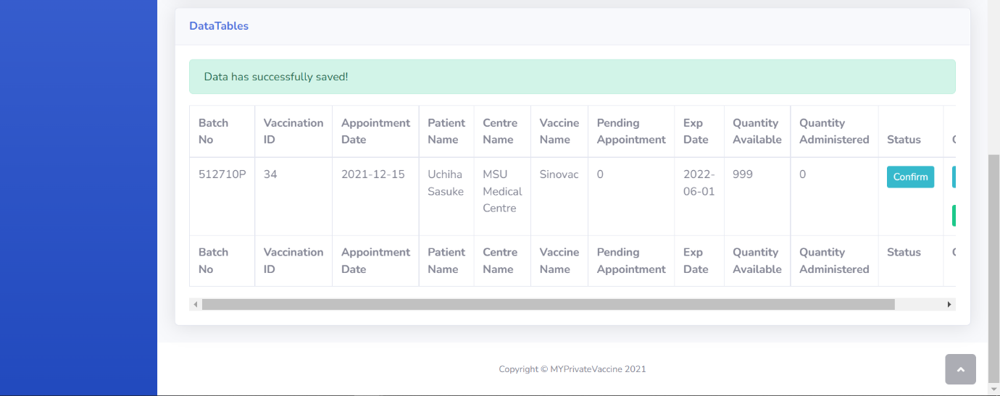 DataTables
Data has successfully saved!
Batch No Vaccination ID Appointment Date Patient Name Centre Name Vaccine Name Pending Appointment Exp Date Quantity Available Quantity Administered Status
512710P 34 2021-12-15 Uchiha Sasuke MSU Medical Centre Sinovac 0 2022-06-01 999 0 Confirm
Batch No Vaccination ID Appointment Date Patient Name Centre Name Vaccine Name Pending Appointment Exp Date Quantity Available Quantity Administered Status
Copyright © MYPrivateVaccine 2021